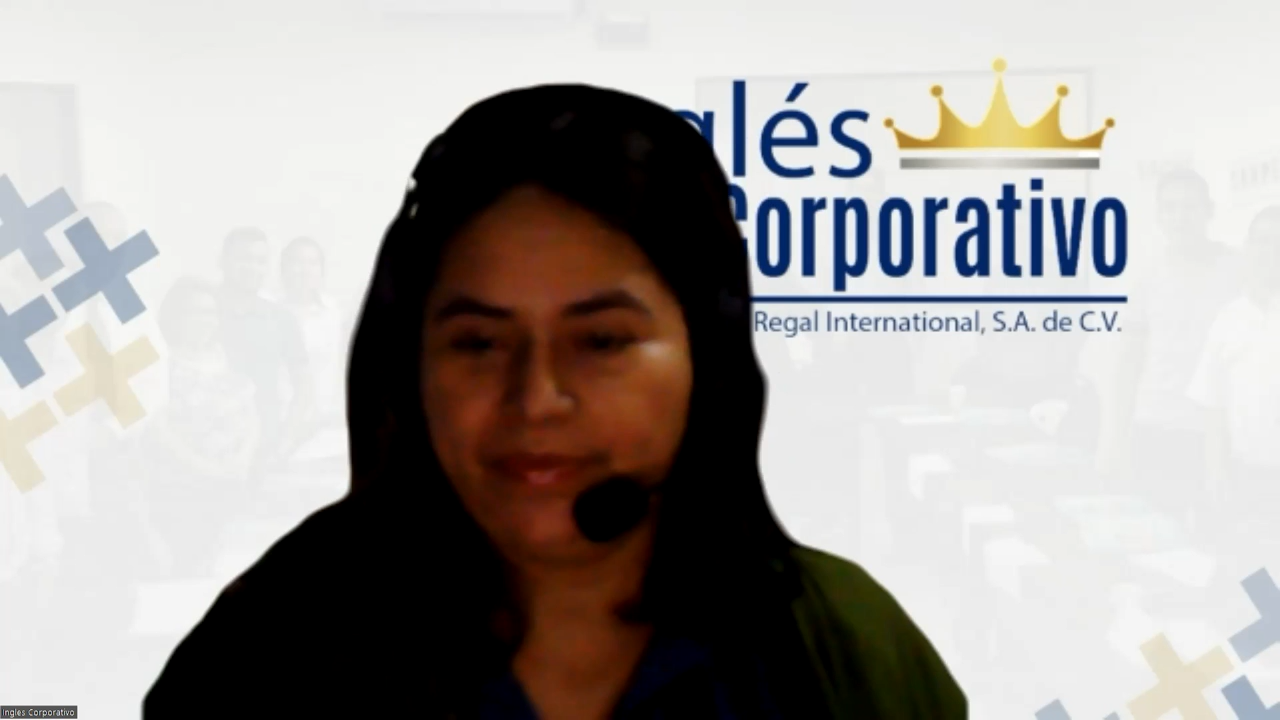 glés
Corporativo
Regal International, S.A. de C.V.
Ingles Corporativo